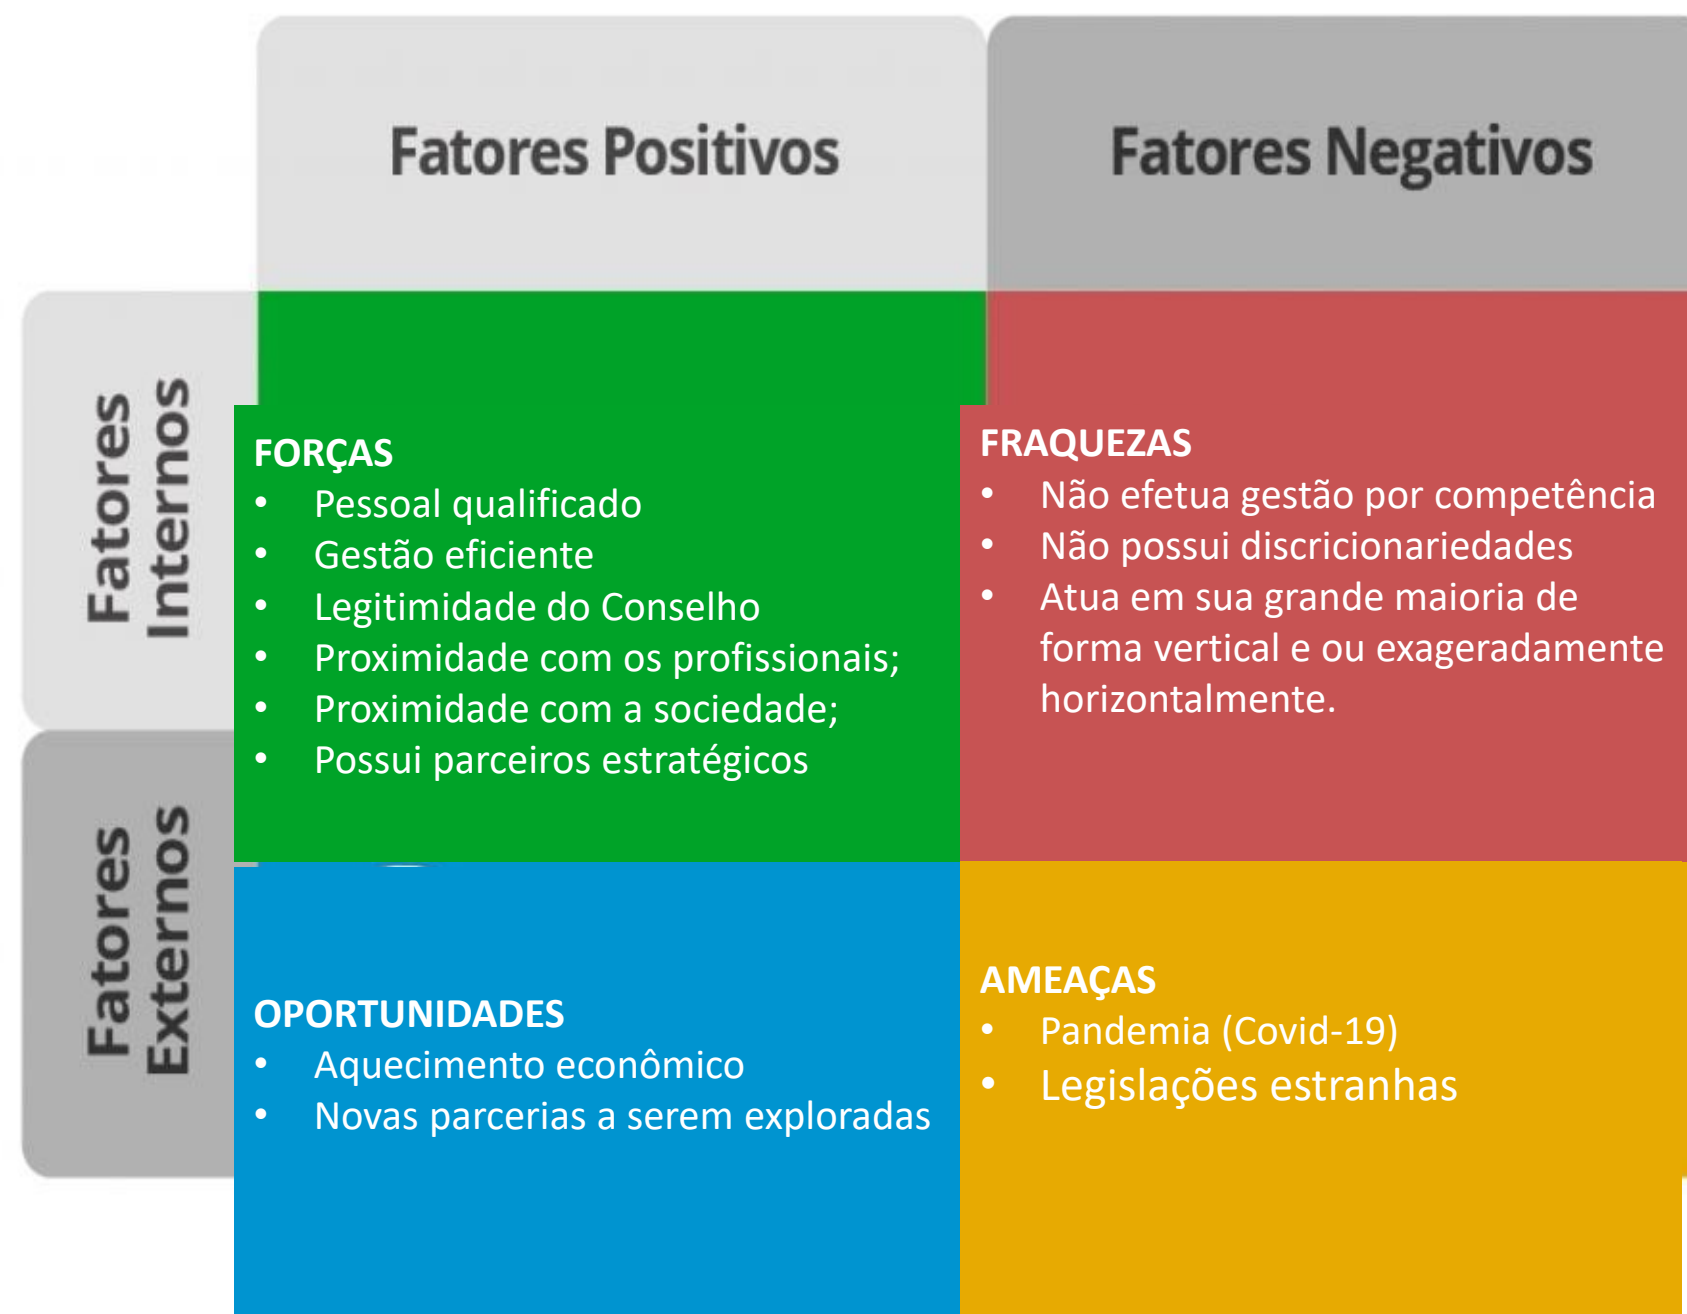 Fatores Positivos
Fatores Negativos
Fatores
Internos
FORÇAS
• Pessoal qualificado
• Gestão eficiente
• Legitimidade do Conselho
• Proximidade com os profissionais;
• Proximidade com a sociedade;
• Possui parceiros estratégicos
FRAQUEZAS
• Não efetua gestão por competência
• Não possui discricionariedades
• Atua em sua grande maioria de
forma vertical e ou exageradamente
horizontalmente.
Fatores
Externos
OPORTUNIDADES
• Aquecimento econômico
• Novas parcerias a serem exploradas
AMEAÇAS
• Pandemia (Covid-19)
• Legislações estranhas